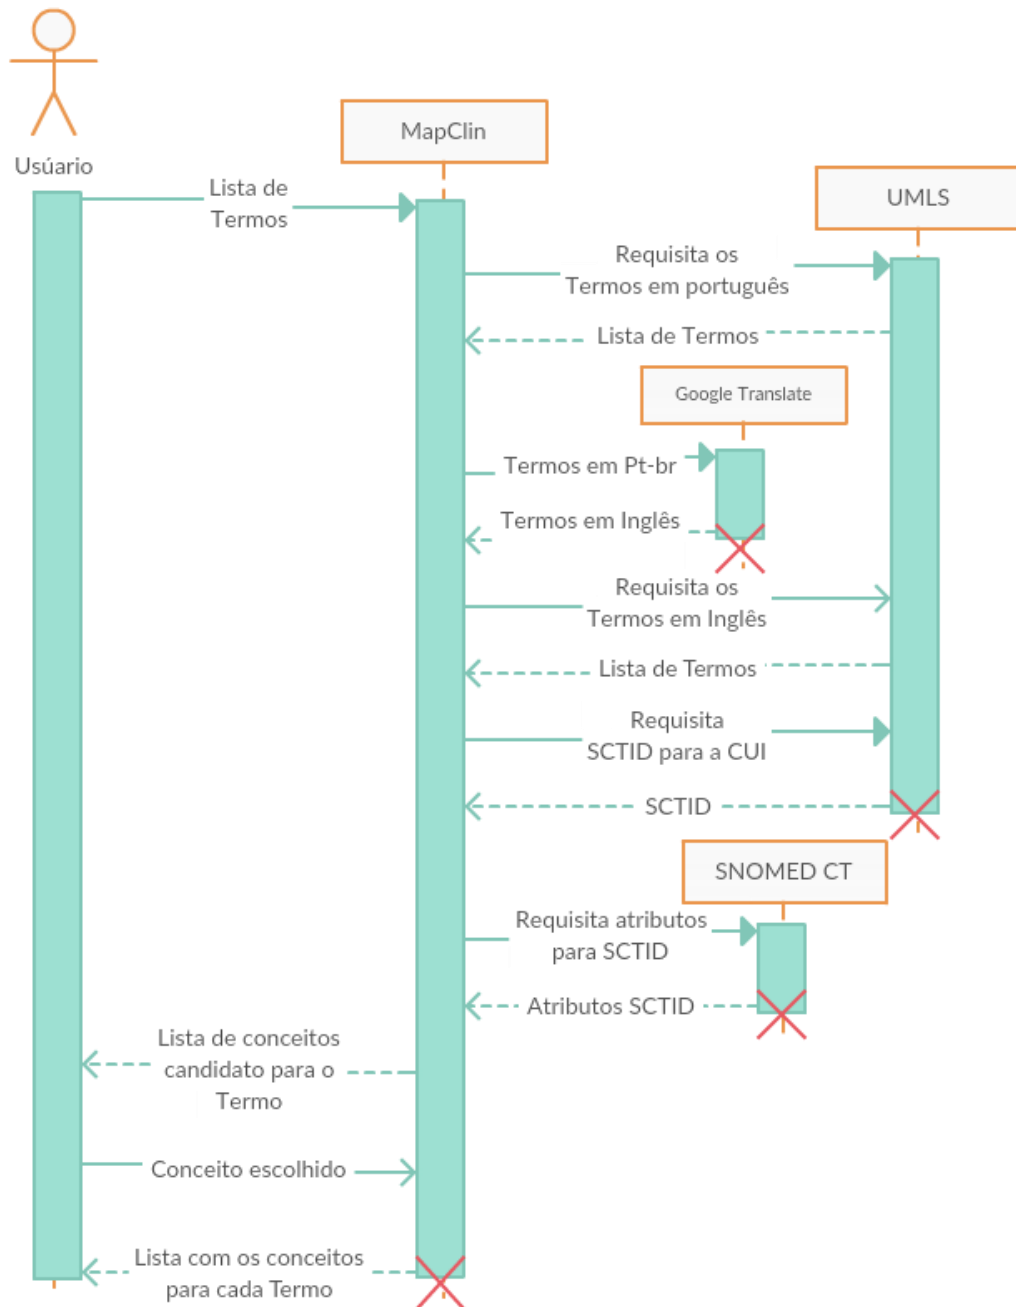 MapClin
Usúario
UMLS
Lista de
Termos
Requisita os
Termos em português
Lista de Termos
Google Translate
Termos em Pt-br
Termos em Inglês
Requisita os
Termos em Inglês
Lista de Termos
Requisita
SCTID para a CUI
SCTID
SNOMED CT
Requisita atributos
para SCTID
Atributos SCTID
Lista de conceitos
candidato para o
Termo
Conceito escolhido
Lista com os conceitos
para cada Termo